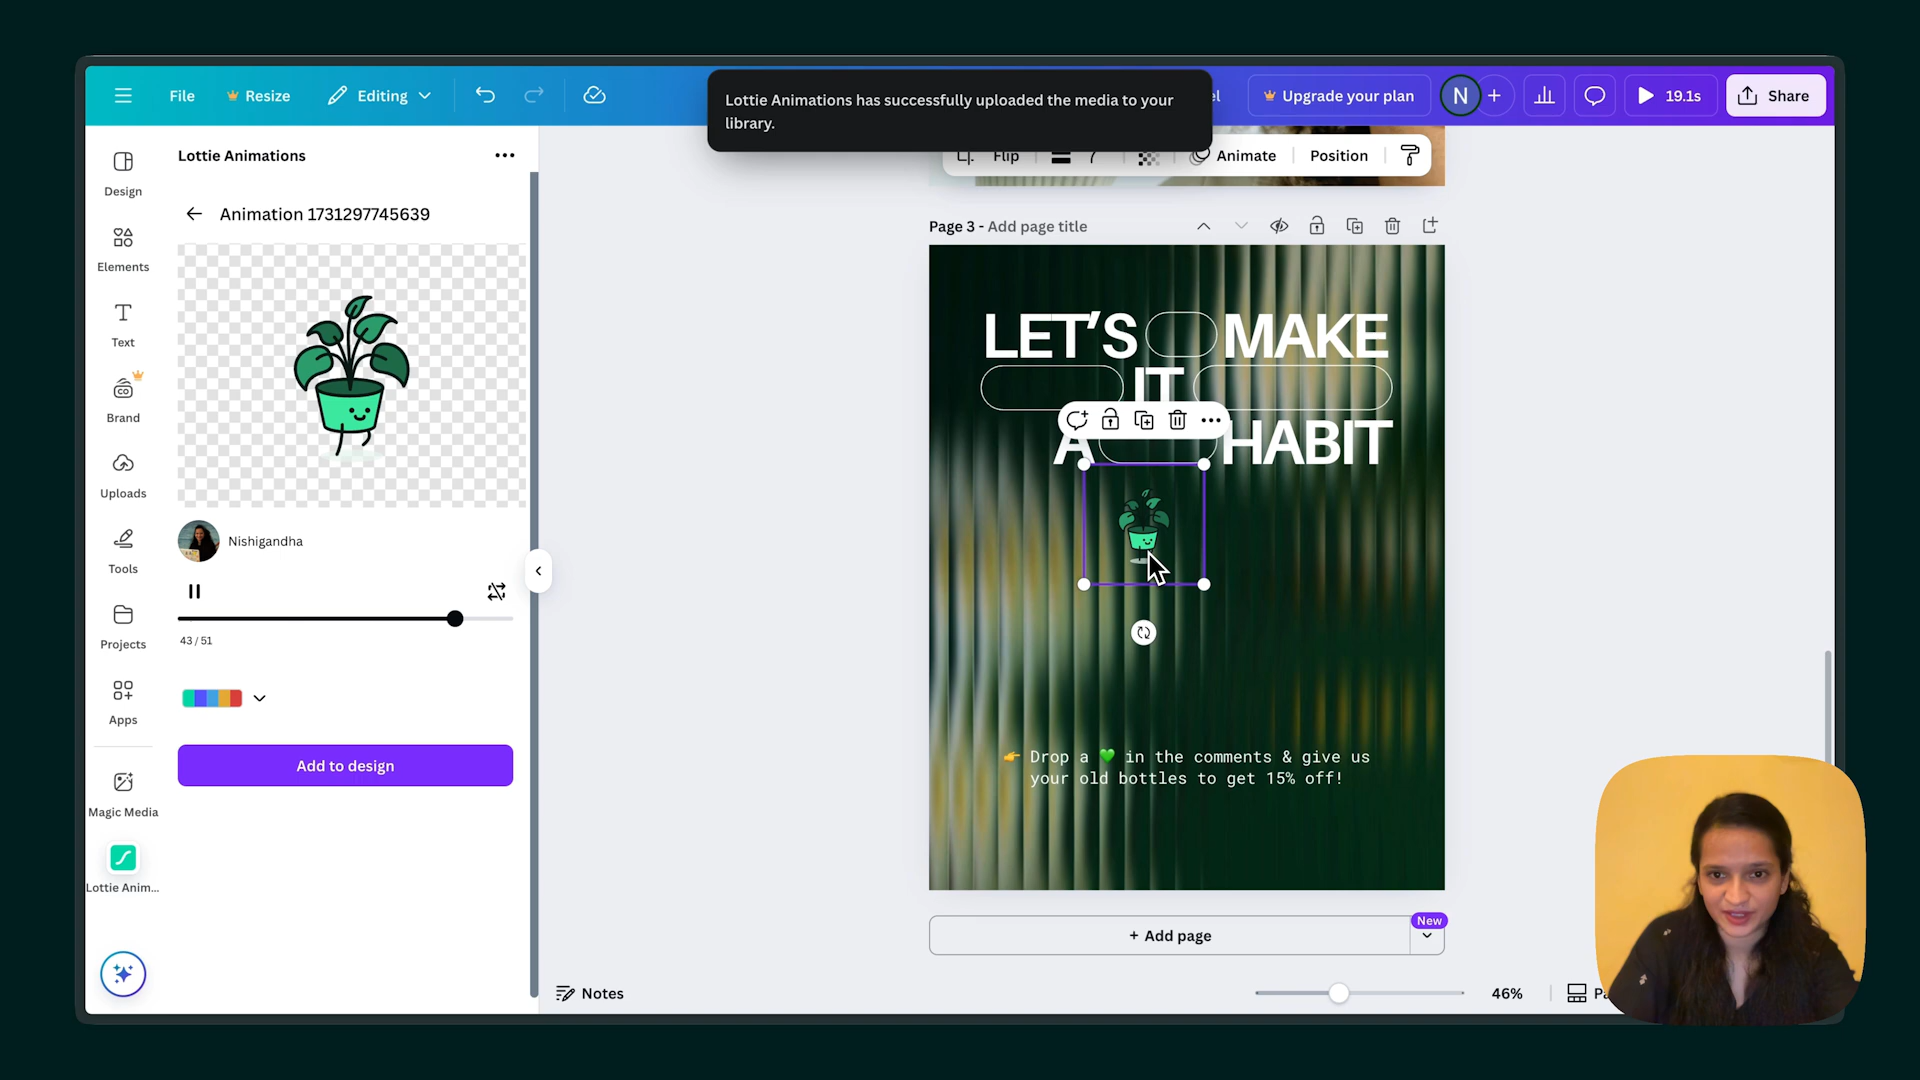 File
Resize
Editing
Lottie Animations has successfully uploaded the media to your
library.
Upgrade your plan
N
19.1s
Share
Lottie Animations
Flip
Animate
Position
Design
Animation 1731297745639
Page 3 - Add page title
Elements
Text
LET'S MAKE
IT
A HABIT
Brand
Uploads
Nishigandha
Tools
Projects
43 / 51
Apps
👉 Drop a 💚 in the comments & give us
your old bottles to get 15% off!
Add to design
Magic Media
Lottie Anim...
New
+ Add page
Notes
46%